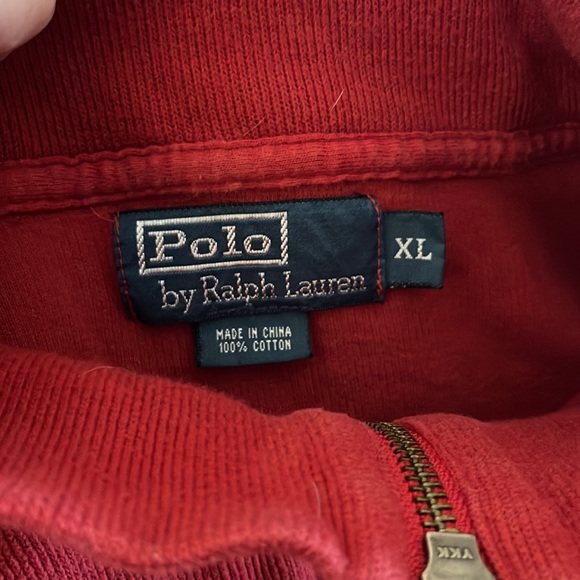 Polo
by Ralph Lauren
XL
MADE IN CHINA
100% COTTON
YKK